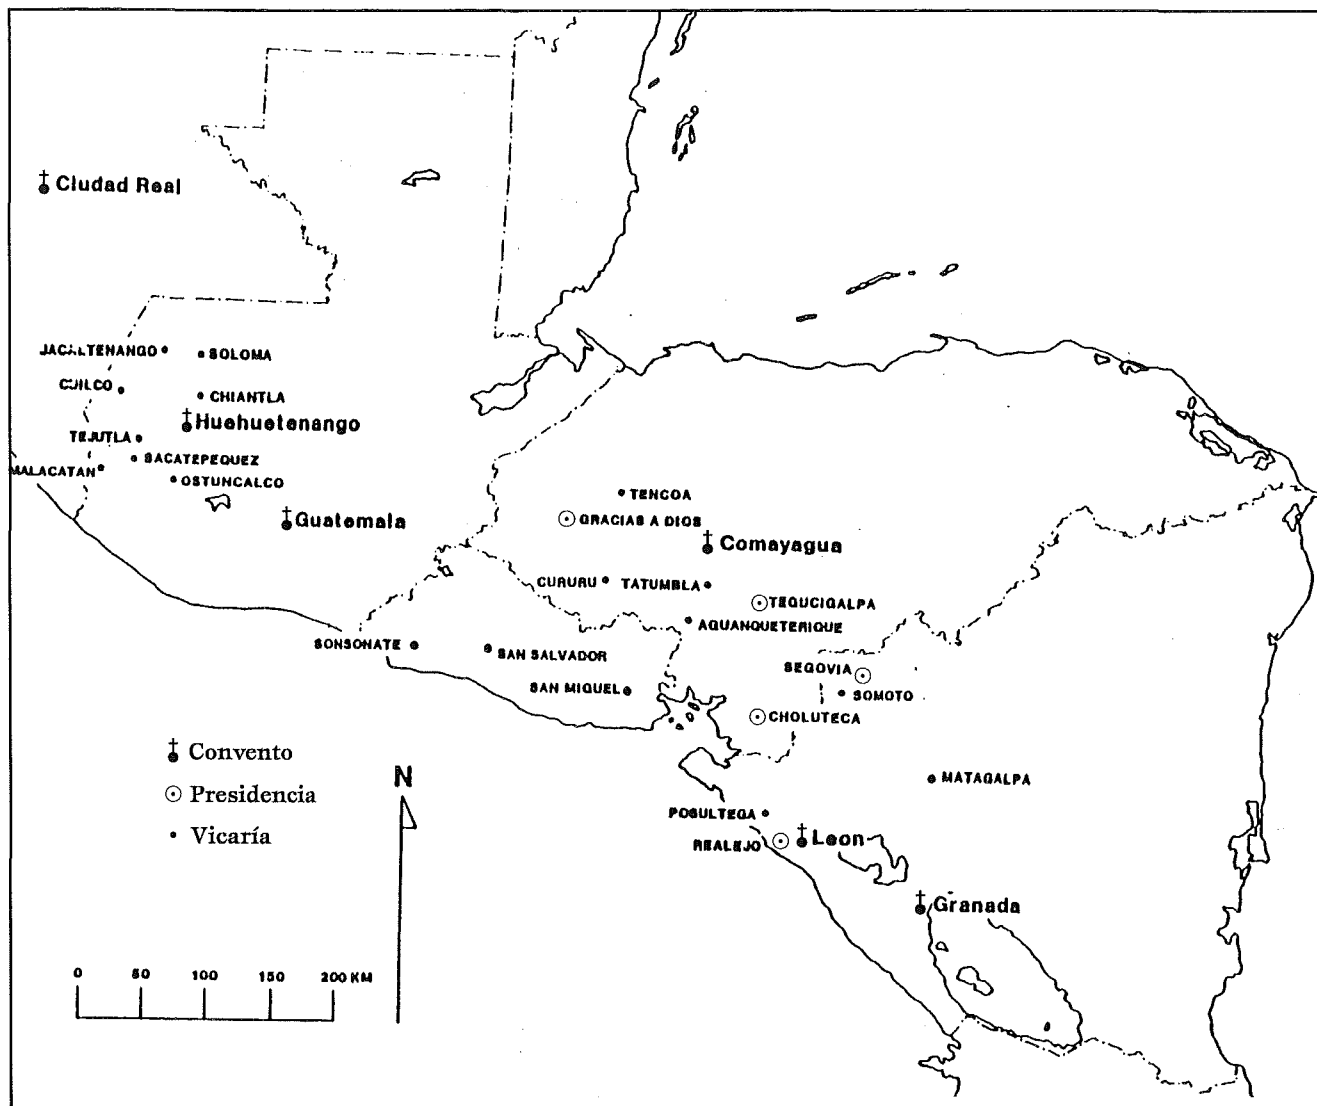 Ciudad Real
JACALTENANGO
SOLOMA
CUILCO
CHIANTLA
Huehuetenango
TEJUTLA
SACATEPEQUEZ
MALACATAN
OSTUNCALCO
TENCOA
GRACIAS A DIOS
Guatemala
Comayagua
CURURU
TATUMBLA
TEGUCIGALPA
AGUANQUETERIQUE
SONSONATE
SAN SALVADOR
SEGOVIA
SAN MIGUEL
SOMOTO
CHOLUTECA
Convento
N
MATAGALPA
Presidencia
POSULTEGA
Vicaría
REALEJO
Leon
Granada
0 50 100 150 200 KM